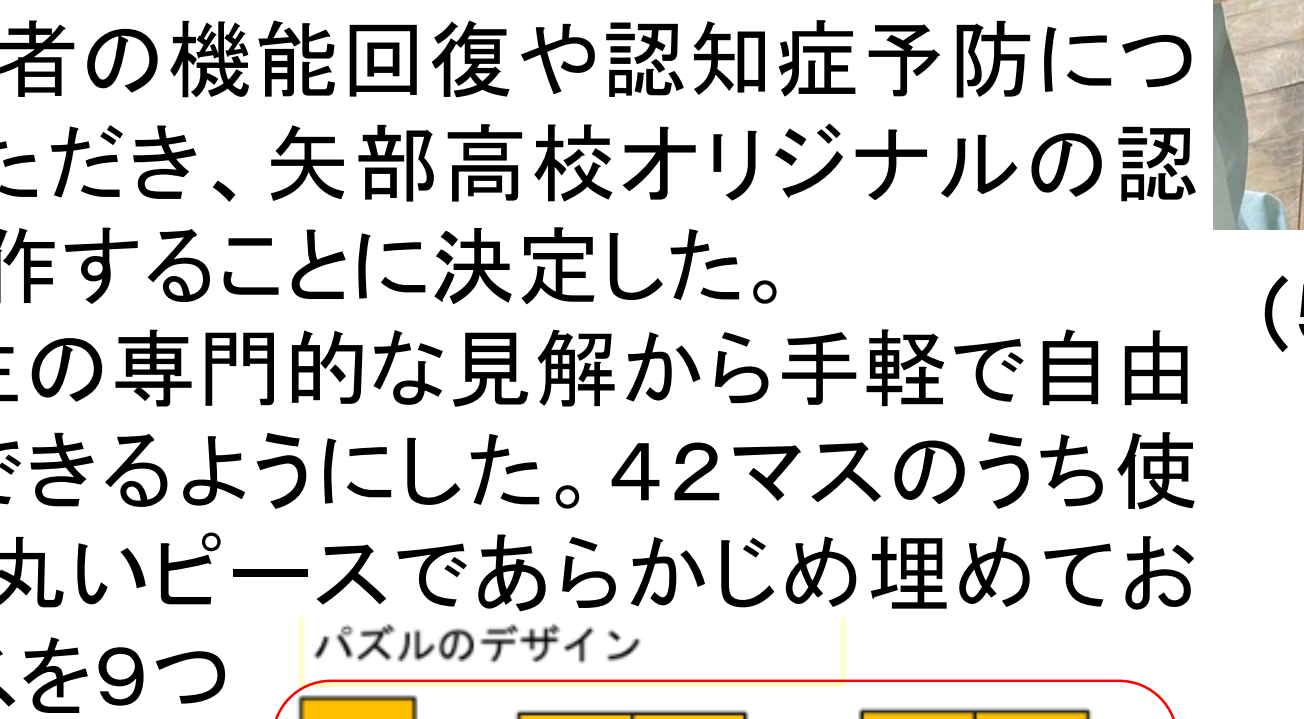 者の機能回復や認知症予防につ
ただき、矢部高校オリジナルの認
作することに決定した。
(5
の専門的な見解から手軽で自由
できるようにした。４２マスのうち使
丸いピースであらかじめ埋めてお
スを９つ
パズルのデザイン